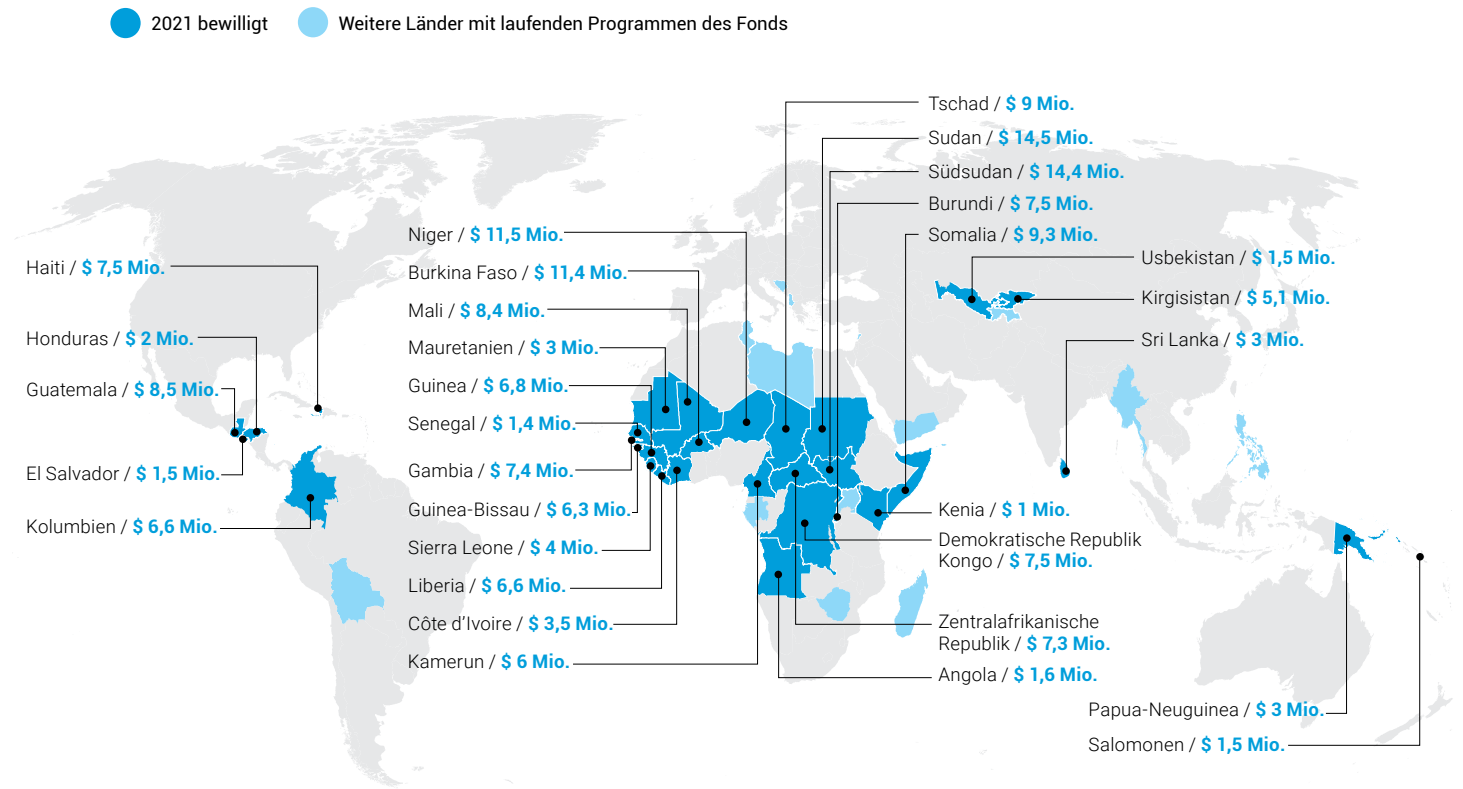 2021 bewilligt
Weitere Länder mit laufenden Programmen des Fonds
Haiti / $ 7,5 Mio.
Honduras / $ 2 Mio.
Guatemala / $ 8,5 Mio.
El Salvador / $ 1,5 Mio.
Kolumbien / $ 6,6 Mio.
Niger / $ 11,5 Mio.
Burkina Faso / $ 11,4 Mio.
Mali / $ 8,4 Mio.
Mauretanien / $ 3 Mio.
Guinea / $ 6,8 Mio.
Senegal / $ 1,4 Mio.
Gambia / $ 7,4 Mio.
Guinea-Bissau / $ 6,3 Mio.
Sierra Leone / $ 4 Mio.
Liberia / $ 6,6 Mio.
Côte d’Ivoire / $ 3,5 Mio.
Kamerun / $ 6 Mio.
Tschad / $ 9 Mio.
Sudan / $ 14,5 Mio.
Südsudan / $ 14,4 Mio.
Burundi / $ 7,5 Mio.
Somalia / $ 9,3 Mio.
Kenia / $ 1 Mio.
Demokratische Republik
Kongo / $ 7,5 Mio.
Zentralafrikanische
Republik / $ 7,3 Mio.
Angola / $ 1,6 Mio.
Usbekistan / $ 1,5 Mio.
Kirgisistan / $ 5,1 Mio.
Sri Lanka / $ 3 Mio.
Papua-Neuguinea / $ 3 Mio.
Salomonen / $ 1,5 Mio.